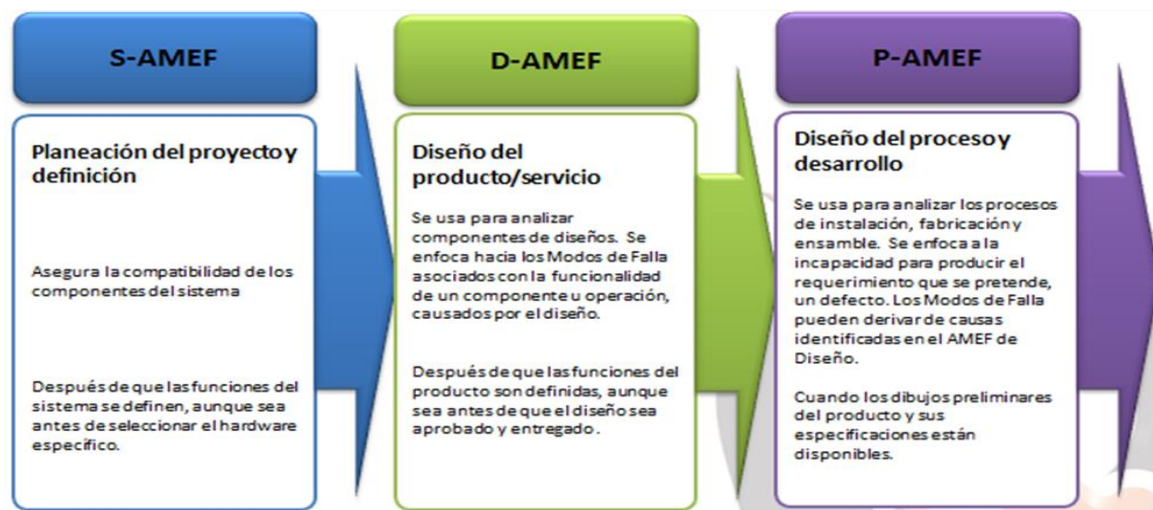 S-AMEF
Planeación del proyecto y
definición
Asegura la compatibilidad de los
componentes del sistema
Después de que las funciones del
sistema se definen, aunque sea
antes de seleccionar el hardware
específico.
D-AMEF
Diseño del
producto/servicio
Se usa para analizar
componentes de diseños. Se
enfoca hacia los Modos de Falla
asociados con la funcionalidad
de un componente u operación,
causados por el diseño.
Después de que las funciones del
producto son definidas, aunque
sea antes de que el diseño sea
aprobado y entregado.
P-AMEF
Diseño del proceso y
desarrollo
Se usa para analizar los procesos
de instalación, fabricación y
ensamble. Se enfoca a la
incapacidad para producir el
requerimiento que se pretende,
un defecto. Los Modos de Falla
pueden derivar de causas
identificadas en el AMEF de
Diseño.
Cuando los dibujos preliminares
del producto y sus
especificaciones están
disponibles.